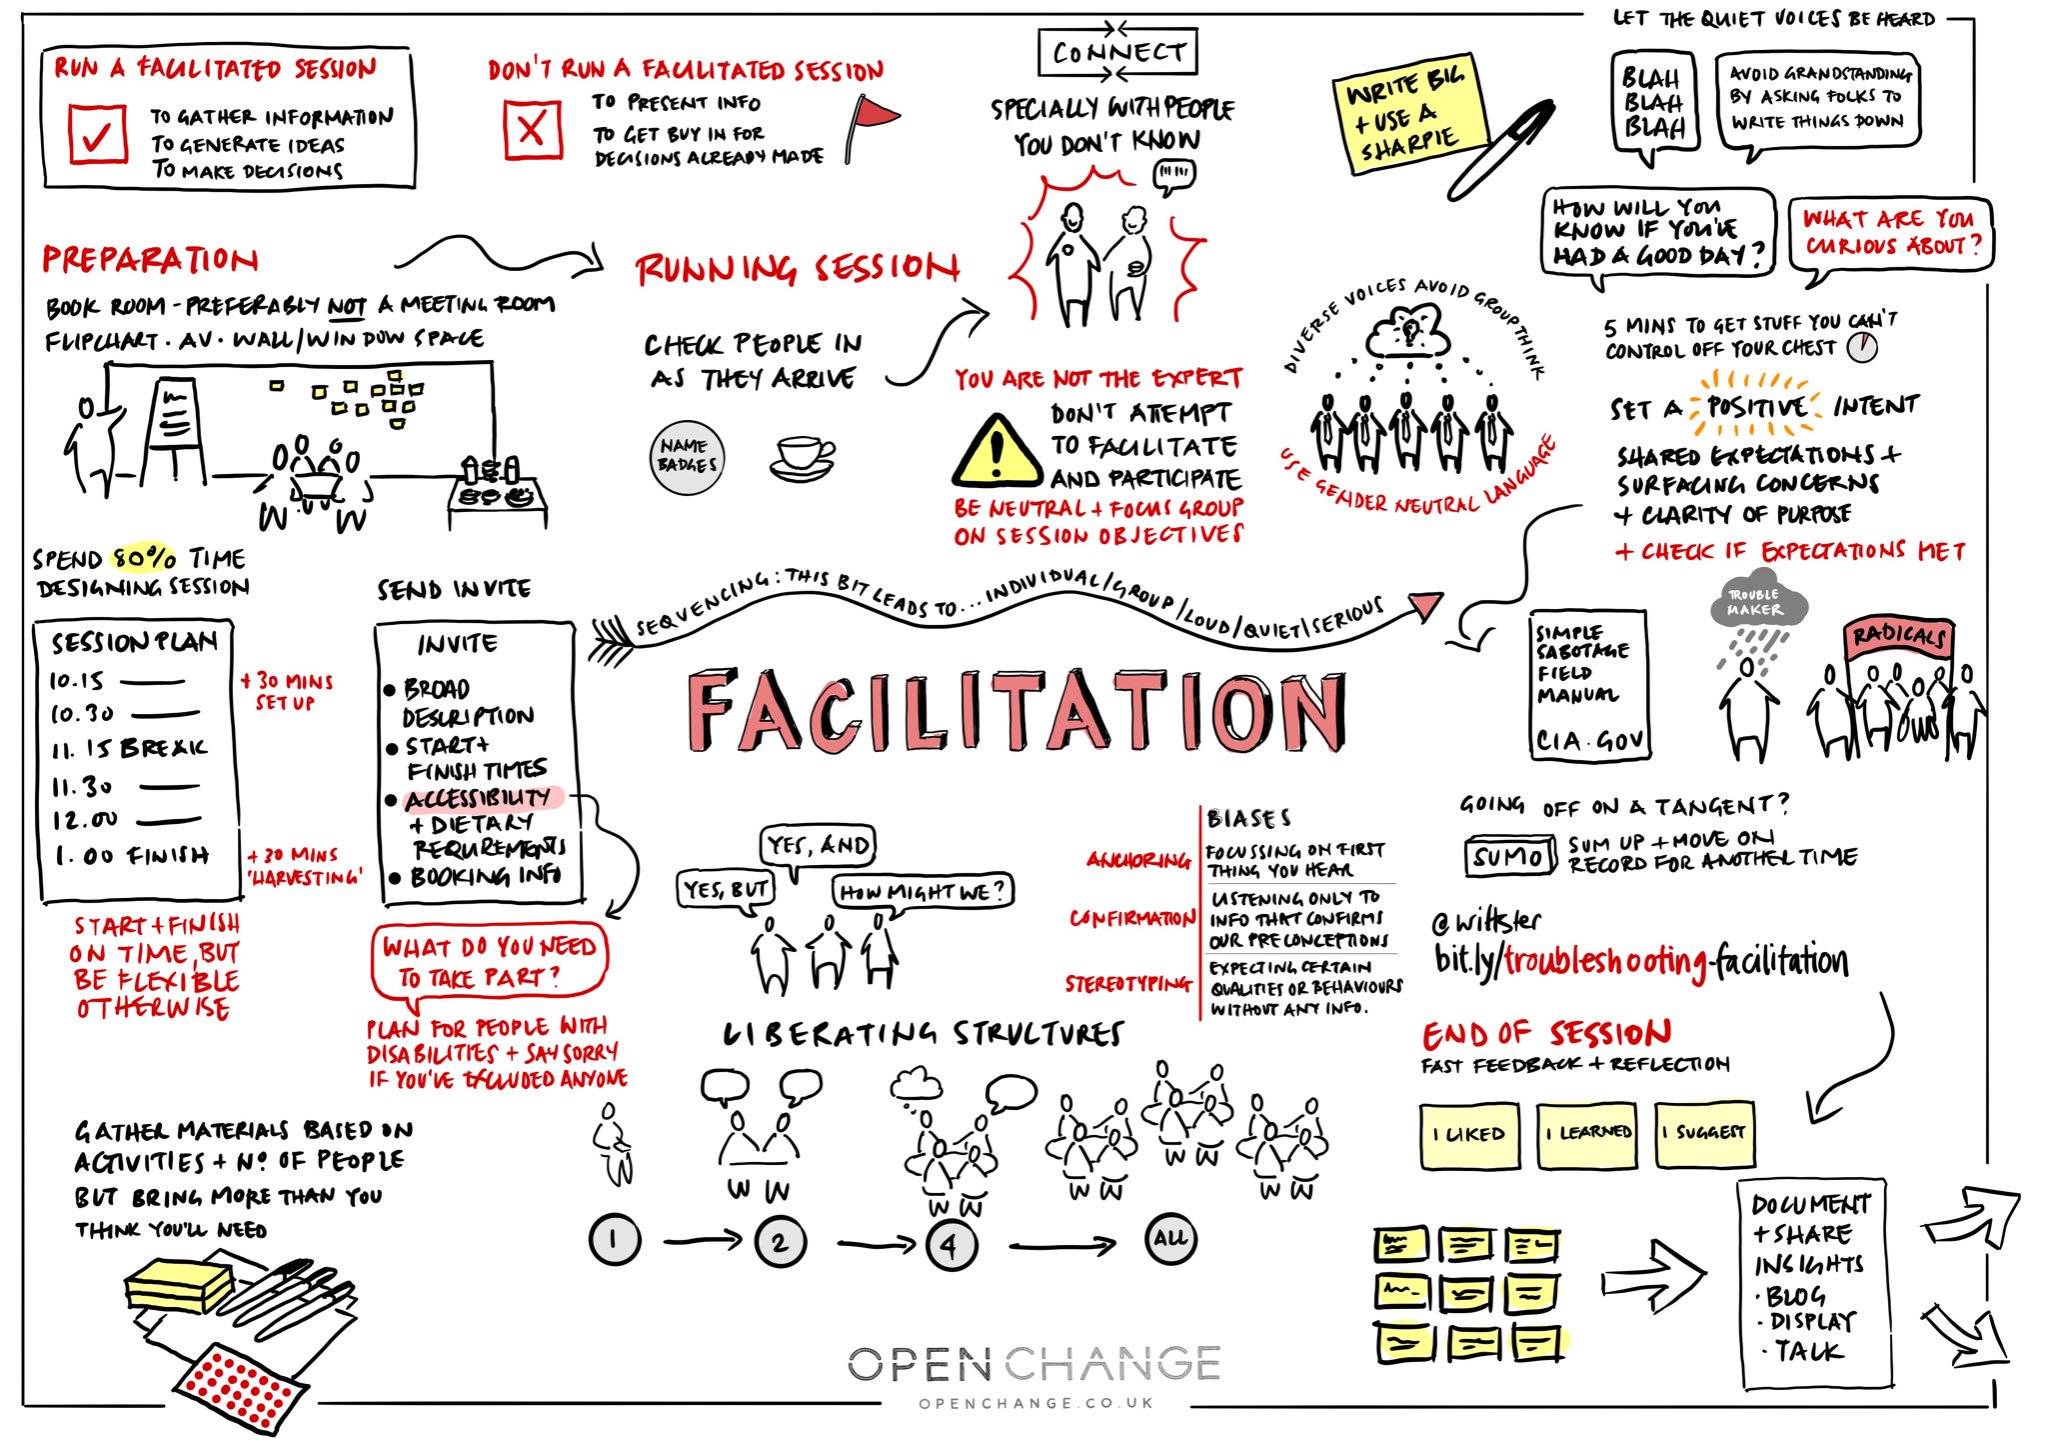 RUN A FACILITATED SESSION
TO GATHER INFORMATION
TO GENERATE IDEAS
TO MAKE DECISIONS
DON'T RUN A FACILITATED SESSION
X
TO PRESENT INFO
TO GET BUY IN FOR
DECISIONS ALREADY MADE
CONNECT
SPECIALLY WITH PEOPLE
YOU DON'T KNOW
WRITE BIG
+ USE A
SHARPIE
LET THE QUIET VOICES BE HEARD
BLAH
BLAH
BLAH
AVOID GRANDSTANDING
BY ASKING FOLKS TO
WRITE THINGS DOWN
HOW WILL YOU
KNOW IF YOU'VE
HAD A GOOD DAY?
WHAT ARE YOU
CURIOUS ABOUT?
PREPARATION
BOOK ROOM - PREFERABLY NOT A MEETING ROOM
FLIPCHART · AV · WALL/WINDOW SPACE
RUNNING SESSION
CHECK PEOPLE IN
AS THEY ARRIVE
NAME
BADGES
YOU ARE NOT THE EXPERT
DON'T ATTEMPT
TO FACILITATE
AND PARTICIPATE
BE NEUTRAL + FOCUS GROUP
ON SESSION OBJECTIVES
DIVERSE VOICES AVOID GROUPTHINK
USE GENDER NEUTRAL LANGUAGE
5 MINS TO GET STUFF YOU CAN'T
CONTROL OFF YOUR CHEST
SET A POSITIVE INTENT
SHARED EXPECTATIONS +
SURFACING CONCERNS
+ CLARITY OF PURPOSE
+ CHECK IF EXPECTATIONS MET
SPEND 80% TIME
DESIGNING SESSION
SESSION PLAN
10.15
10.30
11.15 BREAK
11.30
12.00
1.00 FINISH
+ 30 MINS
SET UP
+ 30 MINS
'HARVESTING'
START + FINISH
ON TIME, BUT
BE FLEXIBLE
OTHERWISE
SEND INVITE
INVITE
• BROAD
DESCRIPTION
• START +
FINISH TIMES
• ACCESSIBILITY
+ DIETARY
REQUIREMENTS
• BOOKING INFO
WHAT DO YOU NEED
TO TAKE PART?
PLAN FOR PEOPLE WITH
DISABILITIES + SAY SORRY
IF YOU'VE EXCLUDED ANYONE
SEQUENCING: THIS BIT LEADS TO... INDIVIDUAL/GROUP/LOUD/QUIET\SERIOUS
FACILITATION
SIMPLE
SABOTAGE
FIELD
MANUAL
CIA.GOV
TROUBLE
MAKER
RADICALS
GOING OFF ON A TANGENT?
SUMO
SUM UP + MOVE ON
RECORD FOR ANOTHER TIME
@wiltster
bit.ly/troubleshooting-facilitation
YES, BUT
YES, AND
HOW MIGHT WE?
BIASES
ANCHORING
FOCUSSING ON FIRST
THING YOU HEAR
CONFIRMATION
LISTENING ONLY TO
INFO THAT CONFIRMS
OUR PRECONCEPTIONS
STEREOTYPING
EXPECTING CERTAIN
QUALITIES OR BEHAVIOURS
WITHOUT ANY INFO.
LIBERATING STRUCTURES
1
2
4
ALL
END OF SESSION
FAST FEEDBACK + REFLECTION
I LIKED
I LEARNED
I SUGGEST
DOCUMENT
+ SHARE
INSIGHTS
· BLOG
· DISPLAY
· TALK
GATHER MATERIALS BASED ON
ACTIVITIES + Nº OF PEOPLE
BUT BRING MORE THAN YOU
THINK YOU'LL NEED
OPEN CHANGE
OPENCHANGE.CO.UK